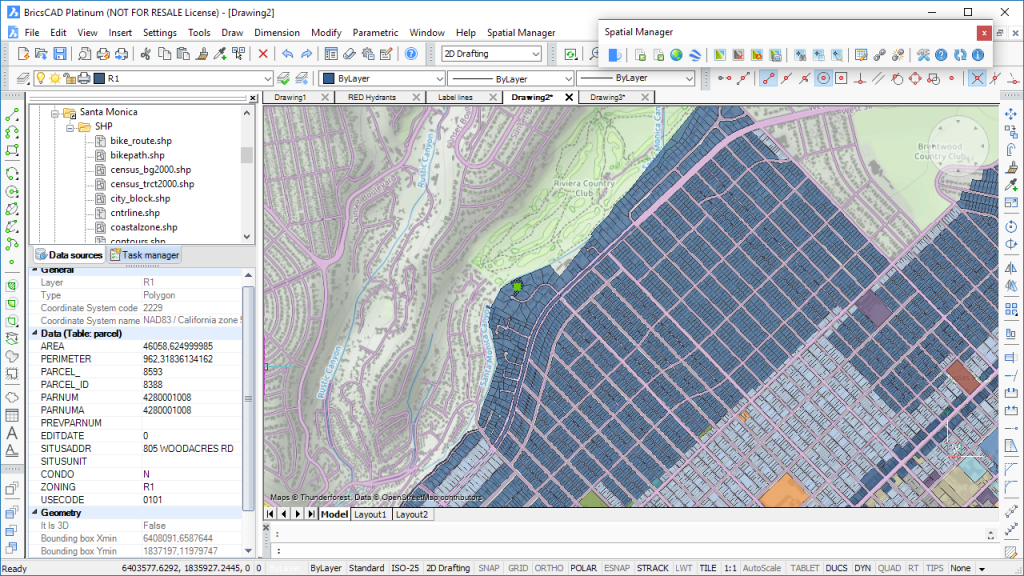 BricsCAD Platinum (NOT FOR RESALE License) - [Drawing2]
File Edit View Insert Settings Tools Draw Dimension Modify Parametric Window Help Spatial Manager
Spatial Manager
2D Drafting
R1
ByLayer
ByLayer
ByLayer
Drawing1
RED Hydrants
Label lines
Drawing2*
Drawing3*
Santa Monica
SHP
bike_route.shp
bikepath.shp
census_bg2000.shp
census_trct2000.shp
city_block.shp
cntrline.shp
coastalzone.shp
contours.shp
Data sources
Task manager
General
Layer R1
Type Polygon
Coordinate System code 2229
Coordinate System name NAD83 / California zone 5
Data (Table: parcel)
AREA 46058,624999985
PERIMETER 962,31836134162
PARCEL_ 8593
PARCEL_ID 8388
PARNUM 4280001008
PARNUMA 4280001008
PREVPARNUM
EDITDATE 0
SITUSADDR 805 WOODACRES RD
SITUSUNIT
CONDO N
ZONING R1
USECODE 0101
Geometry
It Is 3D False
Bounding box Xmin 6408091,6587644
Bounding box Ymin 1837197,11979747
Rustic Canyon
Rustic Canyon
Riviera Country
Club
Brentwood
Country Club
Maps © Thunderforest, Data © OpenStreetMap contributors
Model Layout1 Layout2
:
:
Ready
6403577.6292, 1835927.2445, 0 0
ByLayer
ByLayer Standard ISO-25 2D Drafting SNAP GRID ORTHO POLAR ESNAP STRACK LWT TILE 1:1 AutoScale TABLET DUCS DYN QUAD RT TIPS None